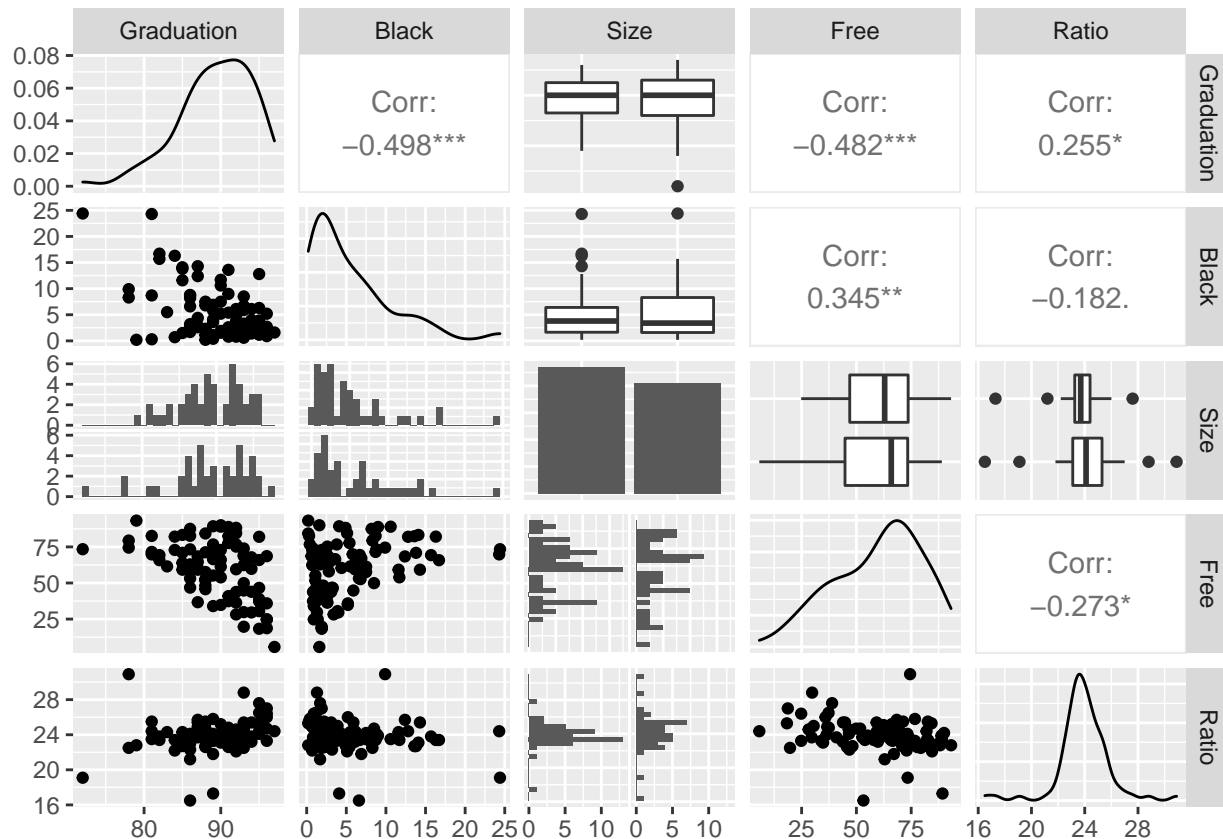 Graduation Black Size Free Ratio
0.08
0.06
0.04
0.02
0.00
Corr:
−0.498***
Corr:
−0.482***
Corr:
0.255*
Graduation
25
20
15
10
5
0
Corr:
0.345**
Corr:
−0.182.
Black
6
4
2
0
6
4
2
0
Size
75
50
25
Corr:
−0.273*
Free
28
24
20
16
Ratio
80 90 0 5 10 15 20 25 0 5 10 0 5 10 25 50 75 16 20 24 28